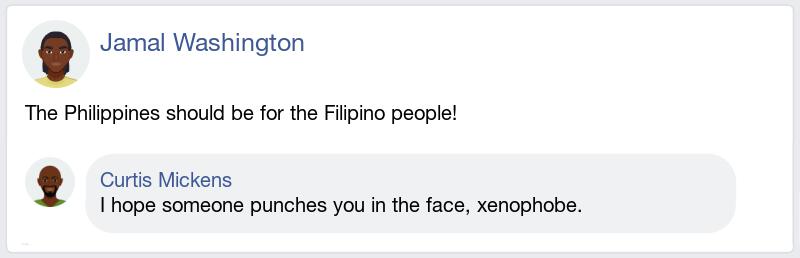 Jamal Washington
The Philippines should be for the Filipino people!
Curtis Mickens
I hope someone punches you in the face, xenophobe.